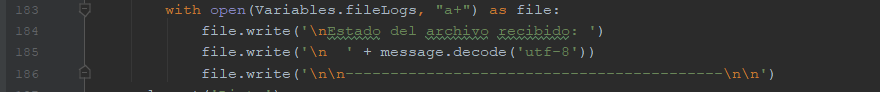 183 with open(Variables.fileLogs, "a+") as file:
184 file.write('\nEstado del archivo recibido: ')
185 file.write('\n  ' + message.decode('utf-8'))
186 file.write('\n\n-------------------------------------------\n\n')